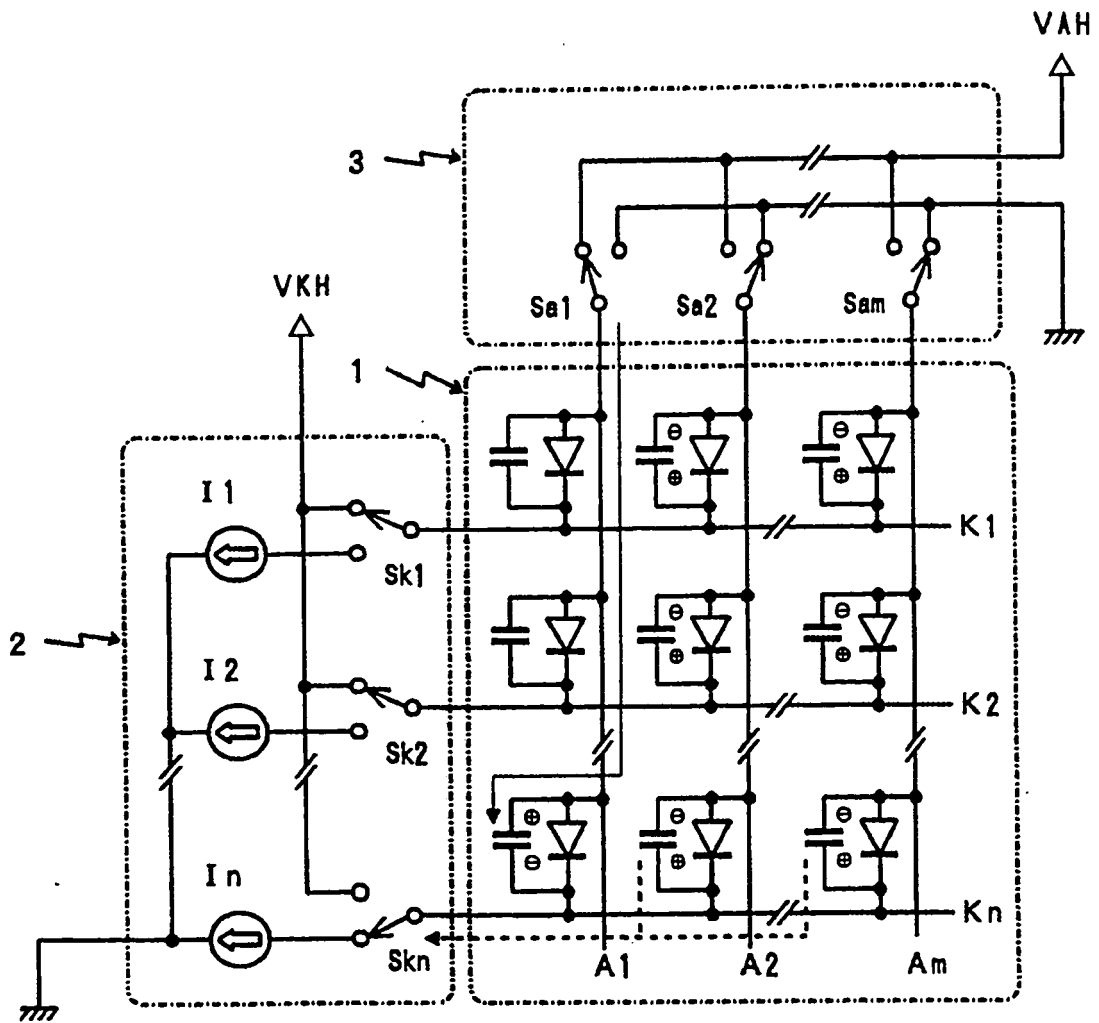 VAH
3
VKH
Sa1 Sa2 Sam
1
⊖ ⊖
⊕ ⊕
I1
K1
Sk1
⊖ ⊖
2
⊕ ⊕
I2
K2
Sk2
⊕ ⊖ ⊖
⊖ ⊕ ⊕
In
Kn
Skn
A1 A2 Am